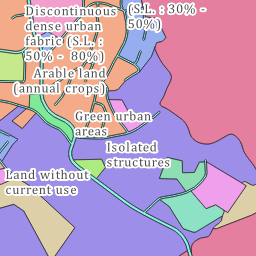 Discontinuous
dense urban
fabric (S.L. :
50% - 80%)
(S.L. : 30% -
50%)
Arable land
(annual crops)
Green urban
areas
Isolated
structures
Land without
current use